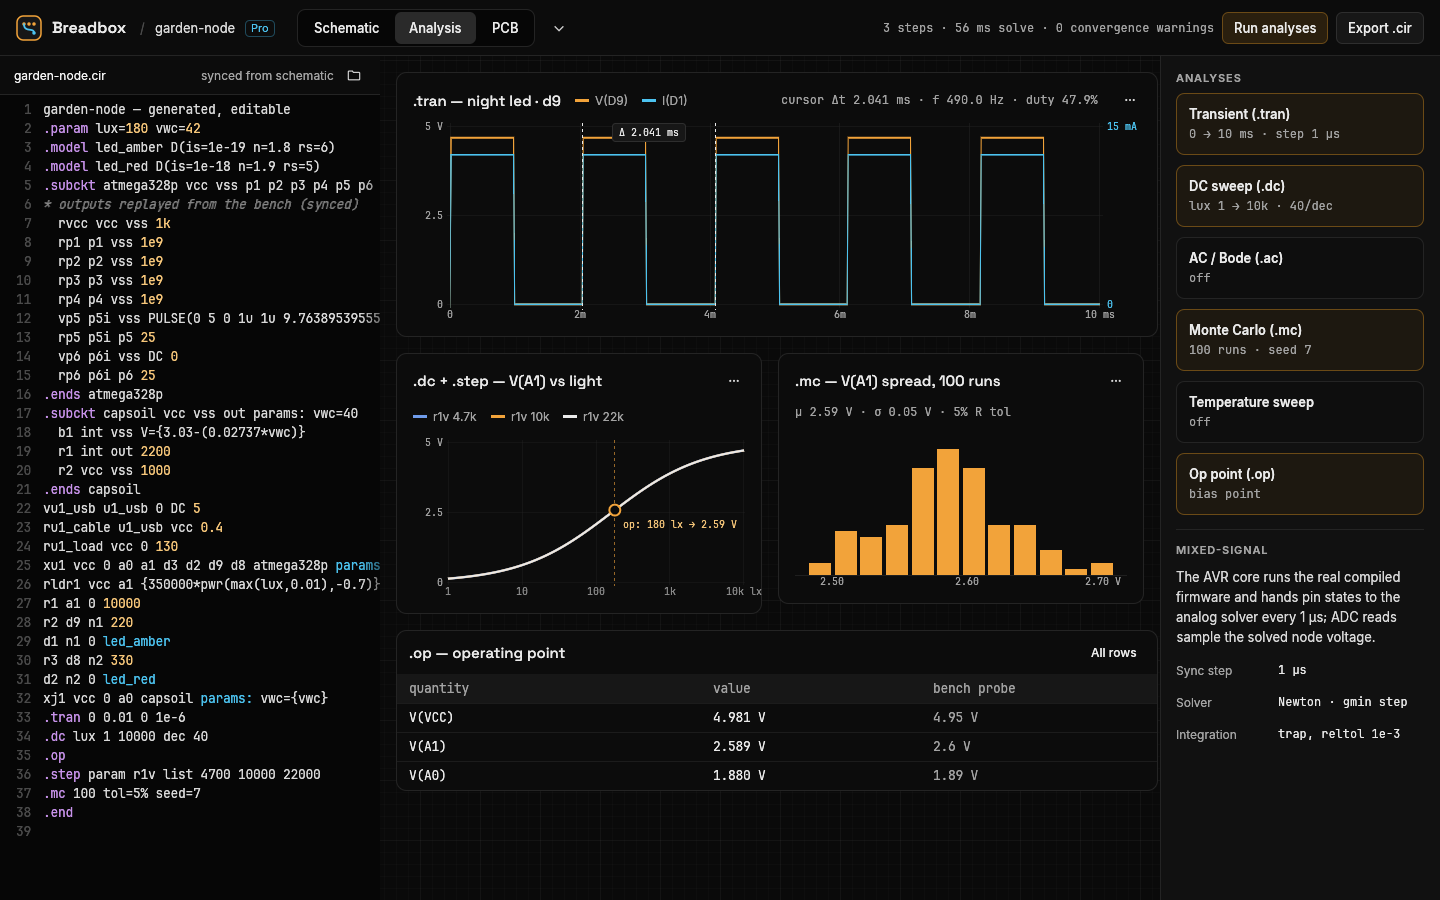 Breadbox / garden-node Pro Schematic Analysis PCB 3 steps · 56 ms solve · 0 convergence warnings Run analyses Export .cir
garden-node.cir synced from schematic
1 garden-node — generated, editable
2 .param lux=180 vwc=42
3 .model led_amber D(is=1e-19 n=1.8 rs=6)
4 .model led_red D(is=1e-18 n=1.9 rs=5)
5 .subckt atmega328p vcc vss p1 p2 p3 p4 p5 p6
6 * outputs replayed from the bench (synced)
7 rvcc vcc vss 1k
8 rp1 p1 vss 1e9
9 rp2 p2 vss 1e9
10 rp3 p3 vss 1e9
11 rp4 p4 vss 1e9
12 vp5 p5i vss PULSE(0 5 0 1u 1u 9.76389539555
13 rp5 p5i p5 25
14 vp6 p6i vss DC 0
15 rp6 p6i p6 25
16 .ends atmega328p
17 .subckt capsoil vcc vss out params: vwc=40
18 b1 int vss V={3.03-(0.02737*vwc)}
19 r1 int out 2200
20 r2 vcc vss 1000
21 .ends capsoil
22 vu1_usb u1_usb 0 DC 5
23 ru1_cable u1_usb vcc 0.4
24 ru1_load vcc 0 130
25 xu1 vcc 0 a0 a1 d3 d2 d9 d8 atmega328p params
26 rldr1 vcc a1 {350000*pwr(max(lux,0.01),-0.7)}
27 r1 a1 0 10000
28 r2 d9 n1 220
29 d1 n1 0 led_amber
30 r3 d8 n2 330
31 d2 n2 0 led_red
32 xj1 vcc 0 a0 capsoil params: vwc={vwc}
33 .tran 0 0.01 0 1e-6
34 .dc lux 1 10000 dec 40
35 .op
36 .step param r1v list 4700 10000 22000
37 .mc 100 tol=5% seed=7
38 .end
39
.tran — night led · d9 V(D9) I(D1) cursor Δt 2.041 ms · f 490.0 Hz · duty 47.9% ···
5 V 15 mA
Δ 2.041 ms
2.5
0 0
0 2m 4m 6m 8m 10 ms
.dc + .step — V(A1) vs light ···
r1v 4.7k r1v 10k r1v 22k
5 V
2.5
op: 180 lx → 2.59 V
0
1 10 100 1k 10k lx
.mc — V(A1) spread, 100 runs ···
μ 2.59 V · σ 0.05 V · 5% R tol
2.50 2.60 2.70 V
.op — operating point All rows
quantity value bench probe
V(VCC) 4.981 V 4.95 V
V(A1) 2.589 V 2.6 V
V(A0) 1.880 V 1.89 V
ANALYSES
Transient (.tran)
0 → 10 ms · step 1 µs
DC sweep (.dc)
lux 1 → 10k · 40/dec
AC / Bode (.ac)
off
Monte Carlo (.mc)
100 runs · seed 7
Temperature sweep
off
Op point (.op)
bias point
MIXED-SIGNAL
The AVR core runs the real compiled
firmware and hands pin states to the
analog solver every 1 µs; ADC reads
sample the solved node voltage.
Sync step 1 µs
Solver Newton · gmin step
Integration trap, reltol 1e-3